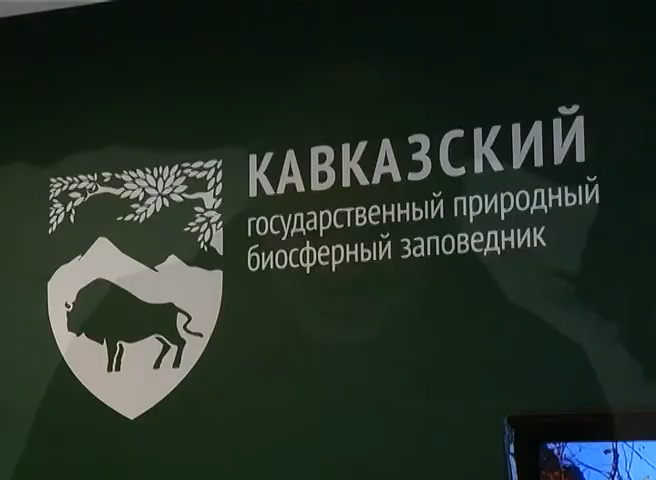 КАВКАЗСКИЙ
государственный природный
биосферный заповедник